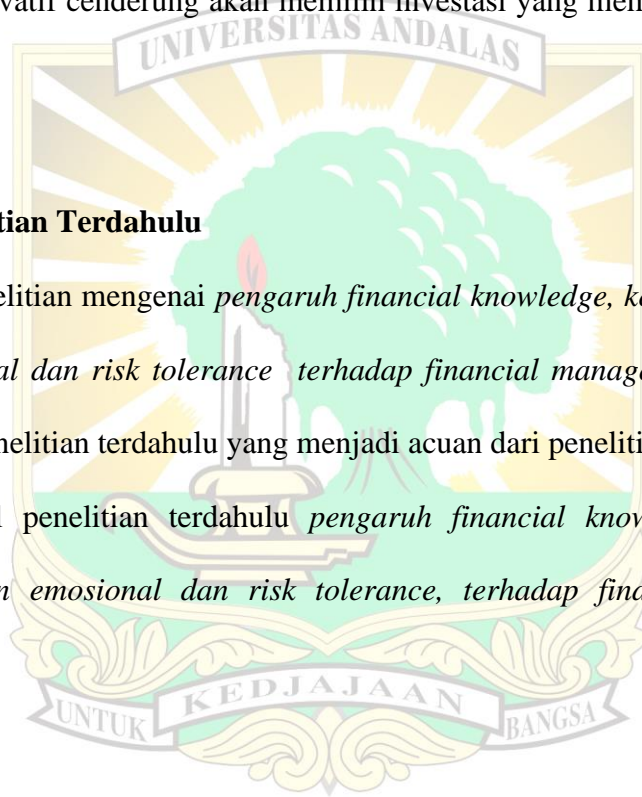 vatif cenderung akan memilih investasi yang mem
UNIVERSITAS ANDALAS
tian Terdahulu
elitian mengenai pengaruh financial knowledge, ke
al dan risk tolerance terhadap financial manage
nelitian terdahulu yang menjadi acuan dari peneliti
l penelitian terdahulu pengaruh financial know
n emosional dan risk tolerance, terhadap fina
UNTUK KEDJAJAAN BANGSA